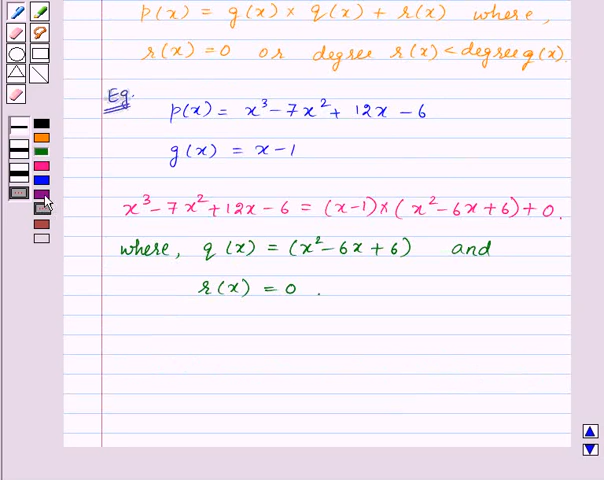 p(x) = g(x) × q(x) + r(x) where,
r(x) = 0 or degree r(x) < degree g(x).
Eg.
p(x) = x³ - 7x² + 12x - 6
g(x) = x - 1
x³ - 7x² + 12x - 6 = (x-1) × (x² - 6x + 6) + 0.
where, q(x) = (x² - 6x + 6) and
r(x) = 0 .